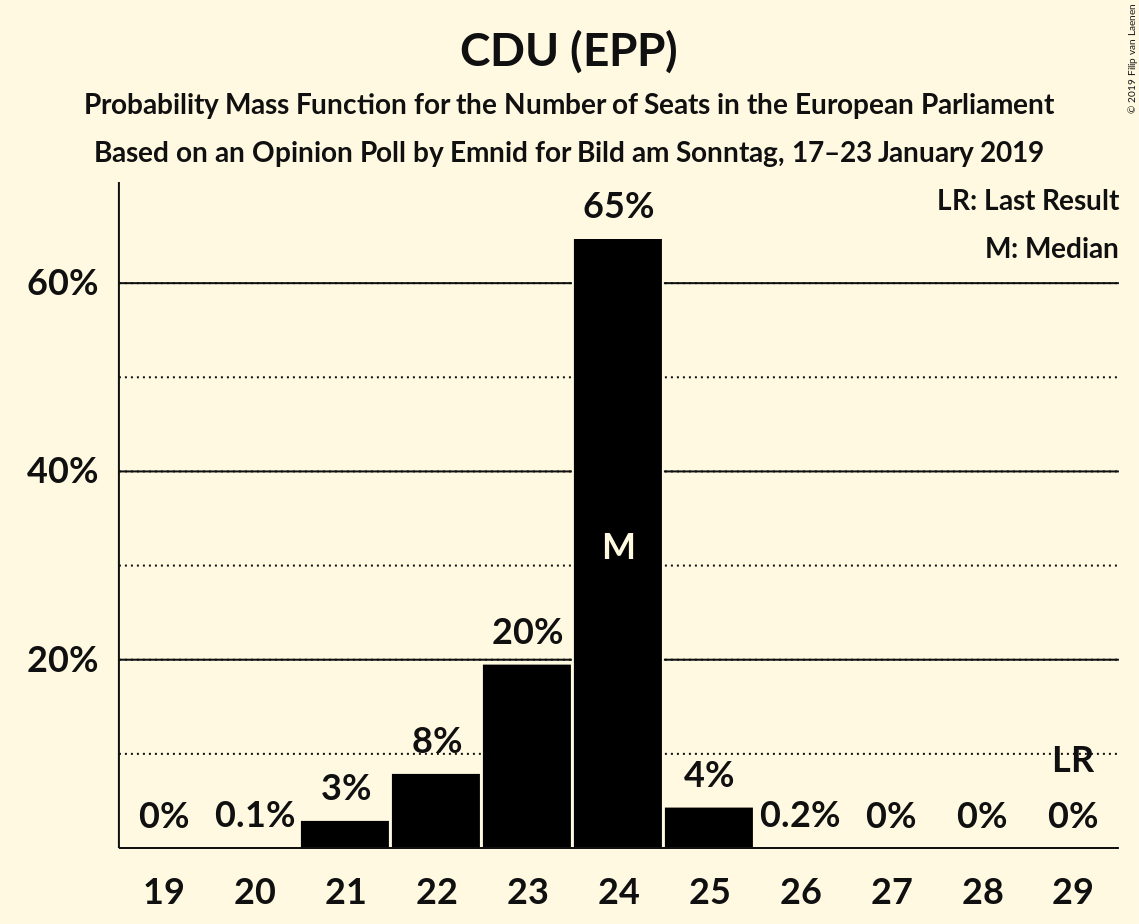 CDU (EPP)
Probability Mass Function for the Number of Seats in the European Parliament
Based on an Opinion Poll by Emnid for Bild am Sonntag, 17–23 January 2019
© 2019 Filip van Laenen
LR: Last Result
M: Median
65%
60%
40%
M
20%
20%
8%
LR
4%
3%
0% 0.1% 0.2% 0% 0% 0%
19 20 21 22 23 24 25 26 27 28 29